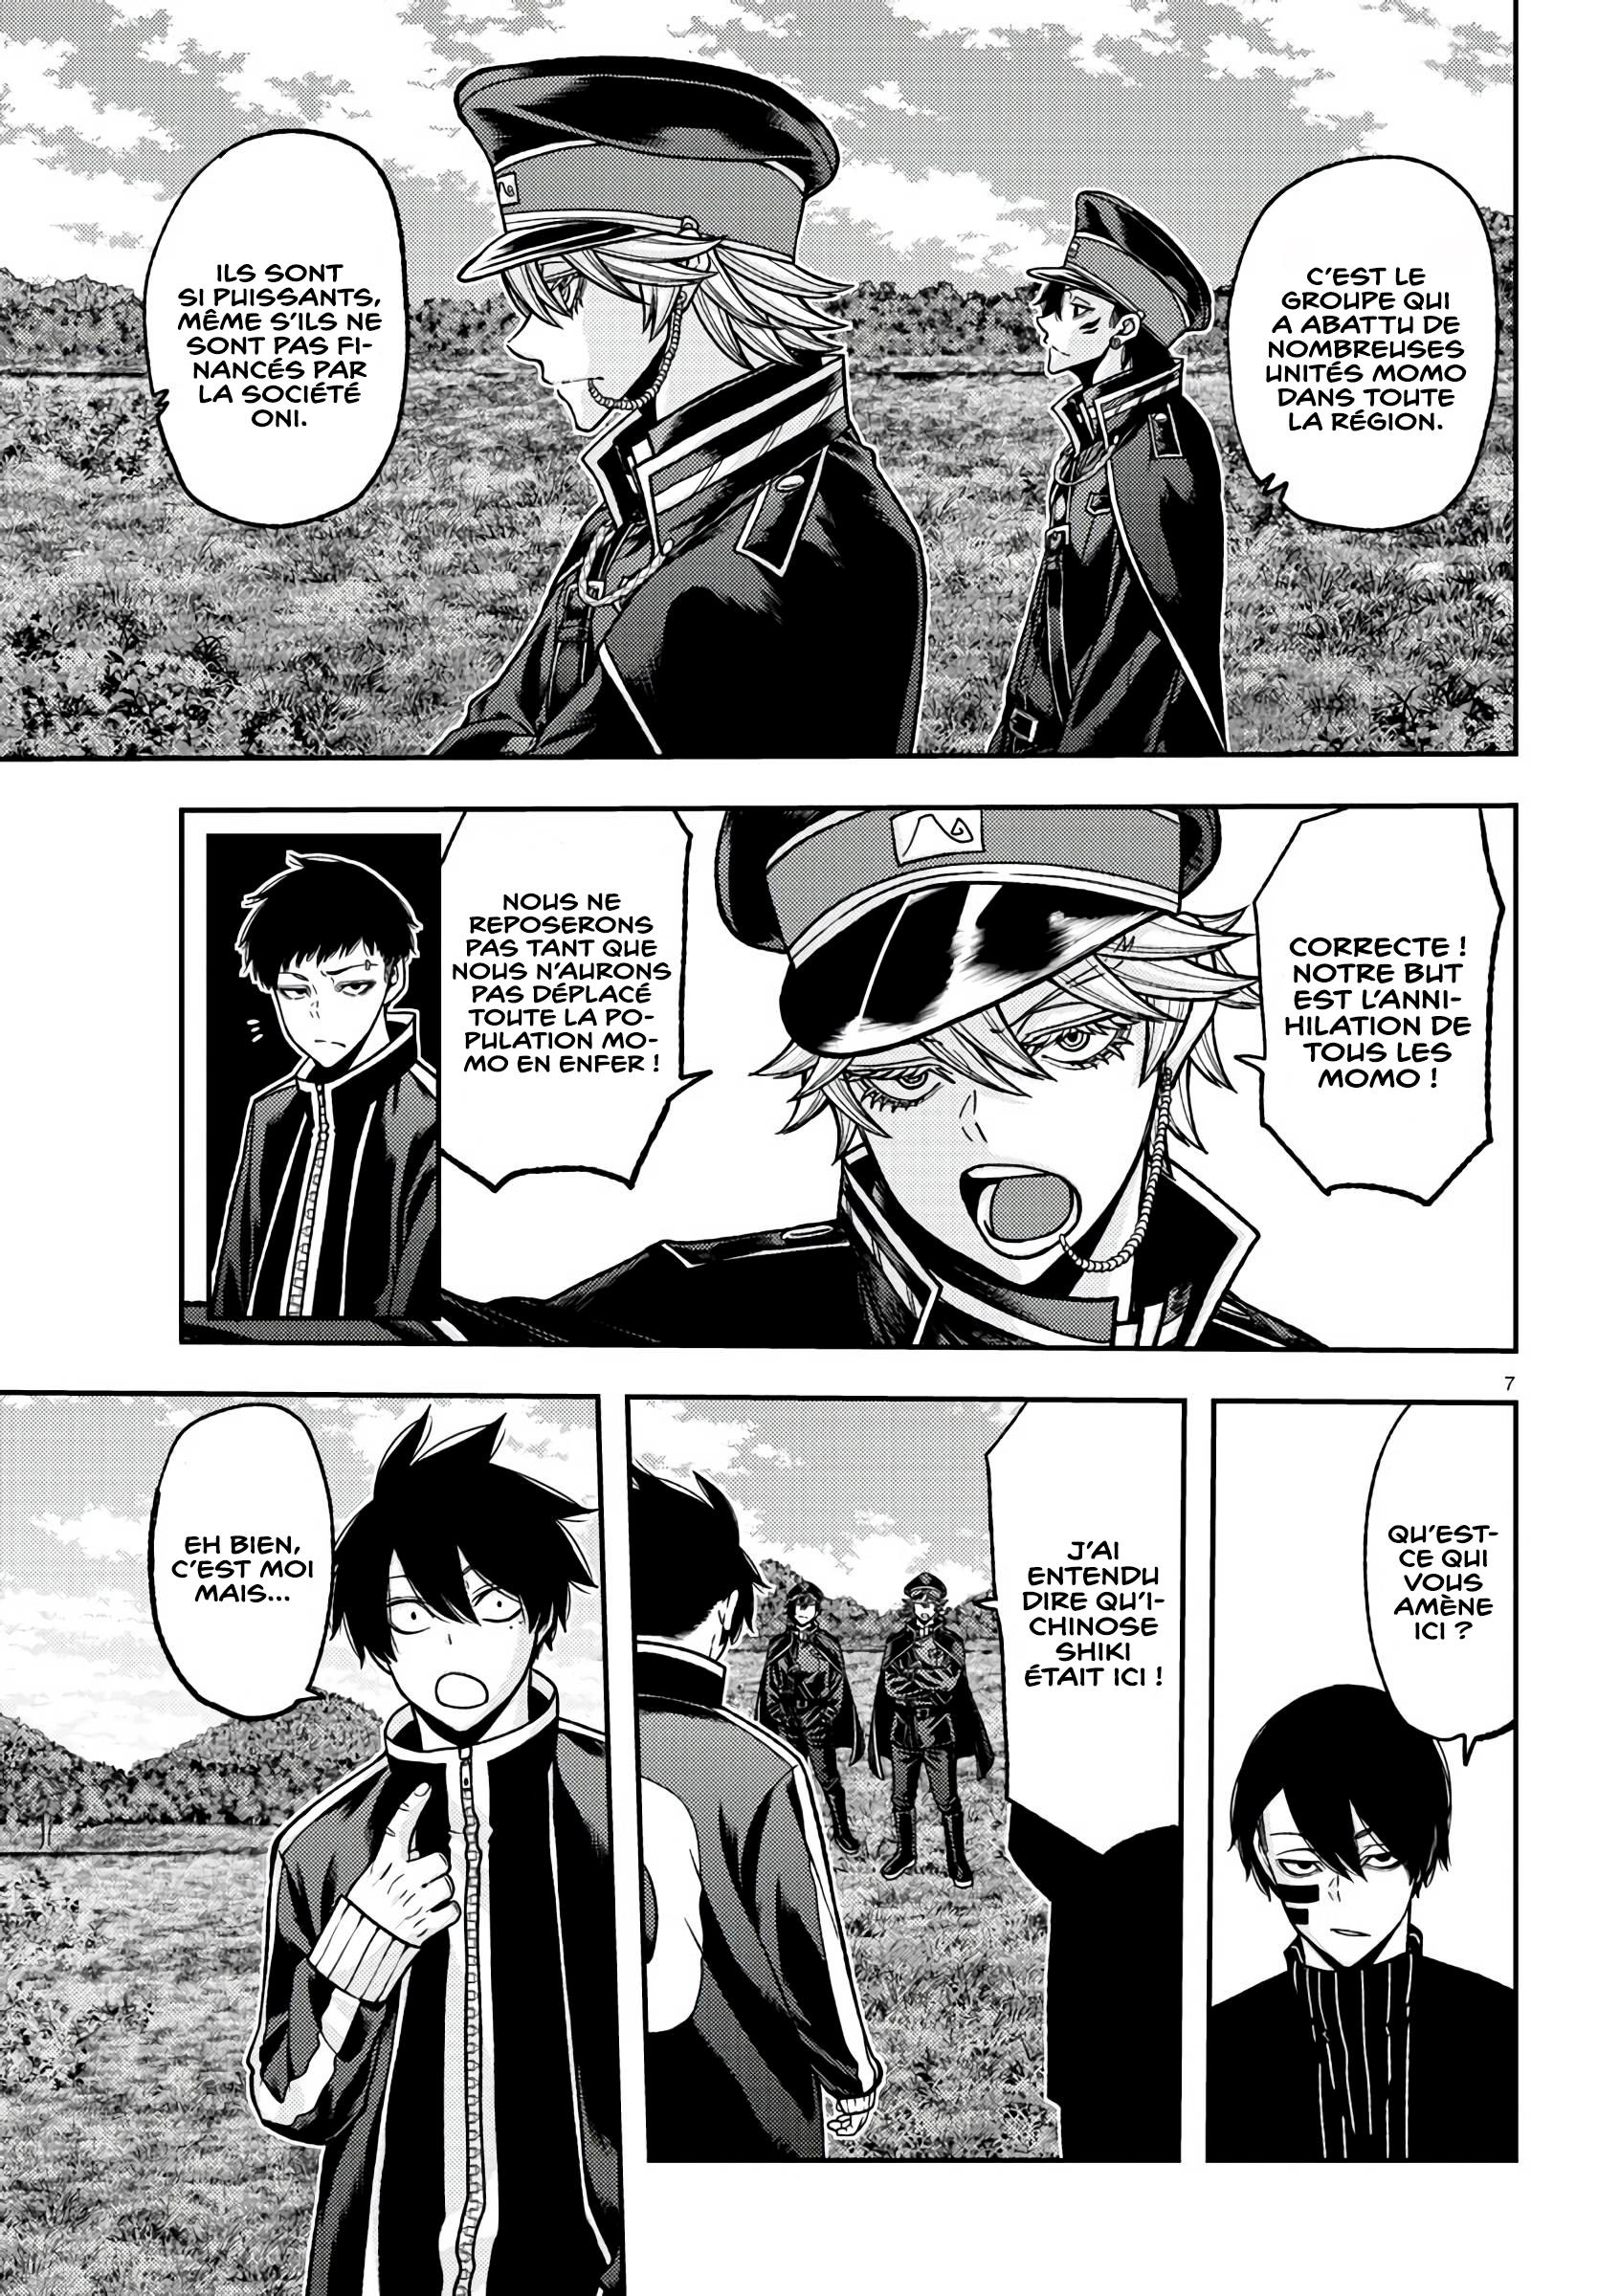 C'EST LE
GROUPE QUI
A ABATTU DE
NOMBREUSES
UNITÉS MOMO
DANS TOUTE
LA RÉGION.
ILS SONT
SI PUISSANTS,
MÊME S'ILS NE
SONT PAS FI-
NANCÉS PAR
LA SOCIÉTÉ
ONI.
CORRECTE !
NOTRE BUT
EST L'ANNI-
HILATION DE
TOUS LES
MOMO !
NOUS NE
REPOSERONS
PAS TANT QUE
NOUS N'AURONS
PAS DÉPLACÉ
TOUTE LA PO-
PULATION MO-
MO EN ENFER !
7
QU'EST-
CE QUI
VOUS
AMÈNE
ICI ?
J'AI
ENTENDU
DIRE QU'I-
CHINOSE
SHIKI
ÉTAIT ICI !
EH BIEN,
C'EST MOI
MAIS...